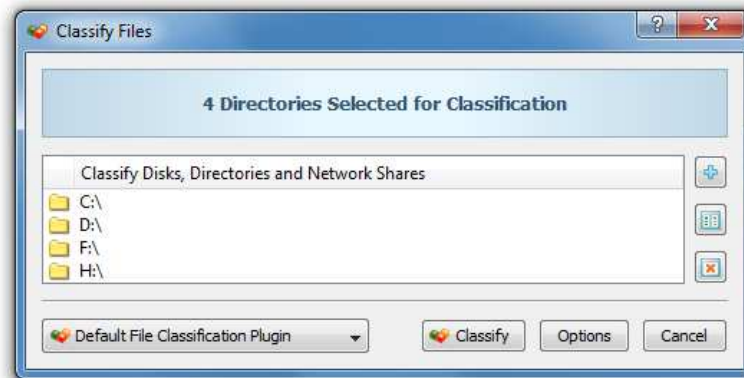 Classify Files
4 Directories Selected for Classification
Classify Disks, Directories and Network Shares
C:\
D:\
F:\
H:\
Default File Classification Plugin
Classify
Options
Cancel